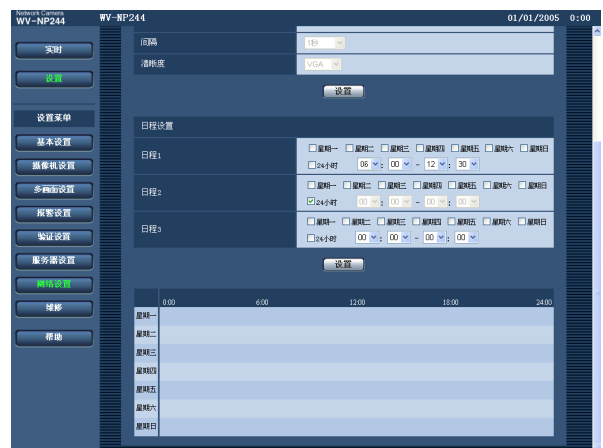 Network Camera
WV-NP244
WV-NP244 01/01/2005 0:00
实时
设置
设置菜单
基本设置
摄像机设置
多画面设置
报警设置
验证设置
服务器设置
网络设置
维修
帮助
间隔 1秒
清晰度 VGA
设置
日程设置
日程1 星期一 星期二 星期三 星期四 星期五 星期六 星期日
24小时 06 : 00 - 12 : 30
日程2 星期一 星期二 星期三 星期四 星期五 星期六 星期日
24小时 00 : 00 - 00 : 00
日程3 星期一 星期二 星期三 星期四 星期五 星期六 星期日
24小时 00 : 00 - 00 : 00
设置
0:00 6:00 12:00 18:00 24:00
星期一
星期二
星期三
星期四
星期五
星期六
星期日